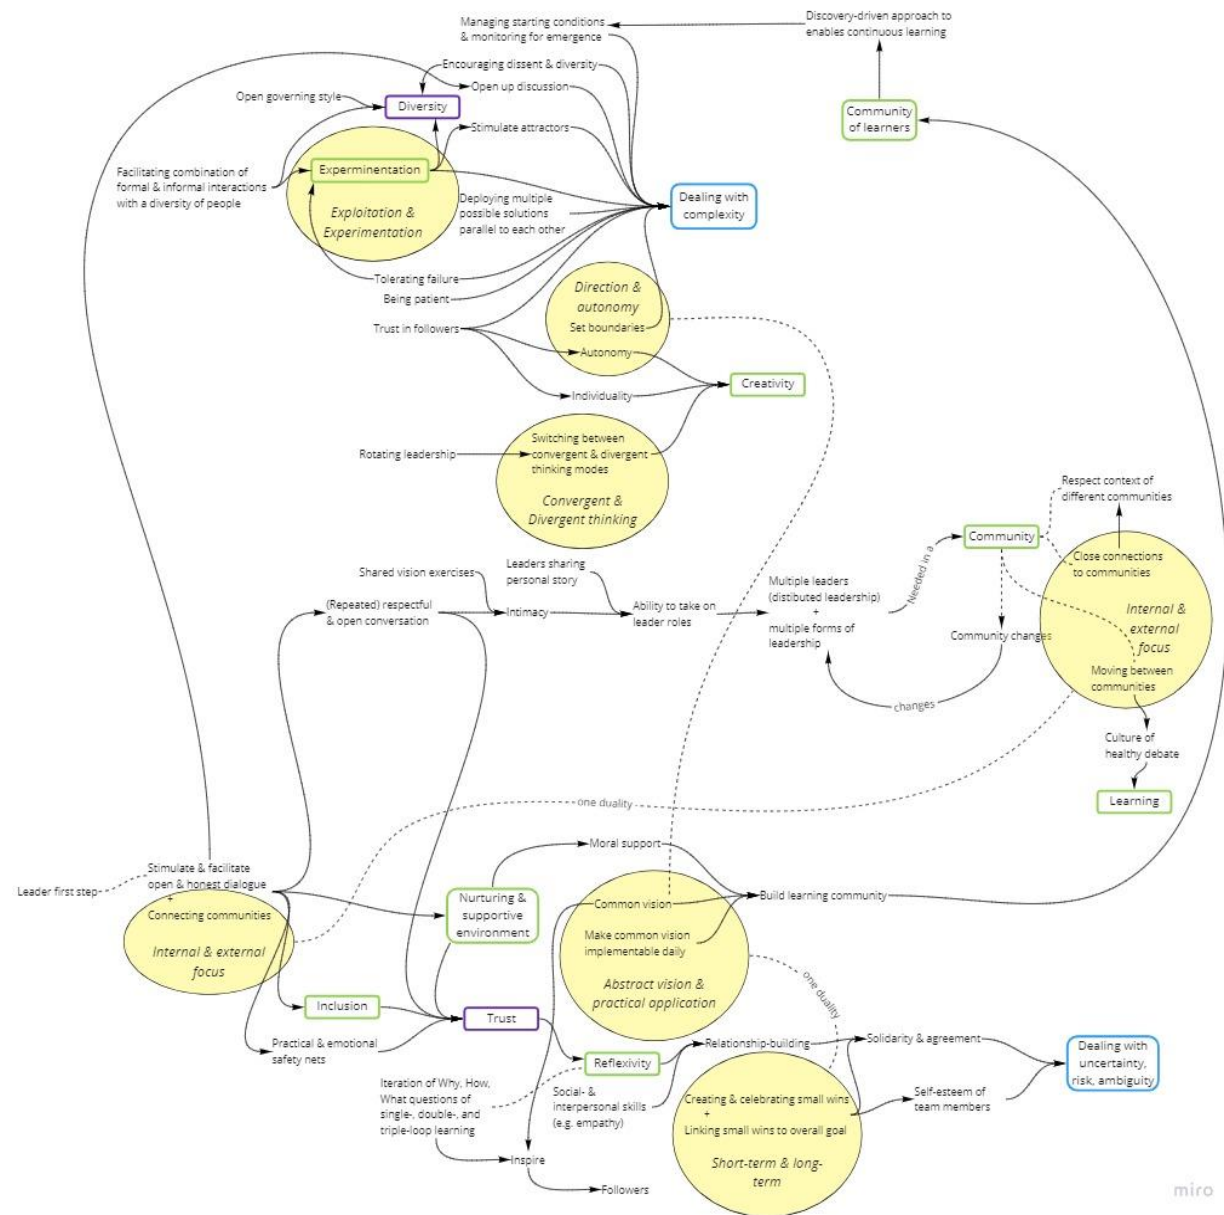 Managing starting conditions
& monitoring for emergence
Discovery-driven approach to
enables continuous learning
Encouraging dissent & diversity
Open up discussion
Open governing style
Diversity
Community
of learners
Stimulate attractors
Facilitating combination of
formal & informal interactions
with a diversity of people
Experminentation
Exploitation &
Experimentation
Deploying multiple
possible solutions
parallel to each other
Dealing with
complexity
Tolerating failure
Being patient
Direction &
autonomy
Trust in followers
Set boundaries
Autonomy
Creativity
Individuality
Rotating leadership
Switching between
convergent & divergent
thinking modes
Convergent &
Divergent thinking
Respect context of
different communities
Community
Needed in a
Close connections
to communities
Leaders sharing
personal story
Shared vision exercises
(Repeated) respectful
& open conversation
Intimacy
Ability to take on
leader roles
Multiple leaders
(distibuted leadership)
+
multiple forms of
leadership
Internal &
external
focus
Community changes
Moving between
communities
changes
Culture of
healthy debate
Learning
one duality
Moral support
Leader first step
Stimulate & facilitate
open & honest dialogue
+
Connecting communities
Internal & external
focus
Nurturing &
supportive
environment
Common vision
Build learning community
Make common vision
implementable daily
Abstract vision &
practical application
one duality
Inclusion
Trust
Practical & emotional
safety nets
Reflexivity
Relationship-building
Solidarity & agreement
Dealing with
uncertainty,
risk, ambiguity
Iteration of Why, How,
What questions of
single-, double-, and
triple-loop learning
Social- &
interpersonal skills
(e.g. empathy)
Creating & celebrating small wins
+
Linking small wins to overall goal
Self-esteem of
team members
Short-term & long-
term
Inspire
Followers
miro